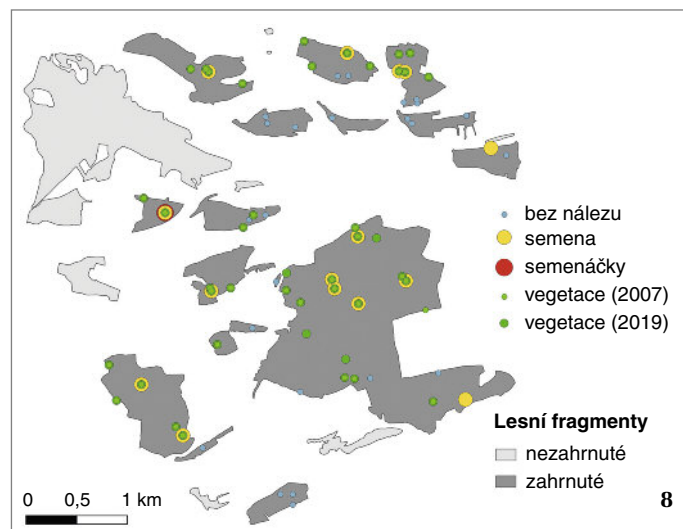 bez nálezu
semena
semenáčky
vegetace (2007)
vegetace (2019)
Lesní fragmenty
nezahrnuté
zahrnuté
0 0,5 1 km
8